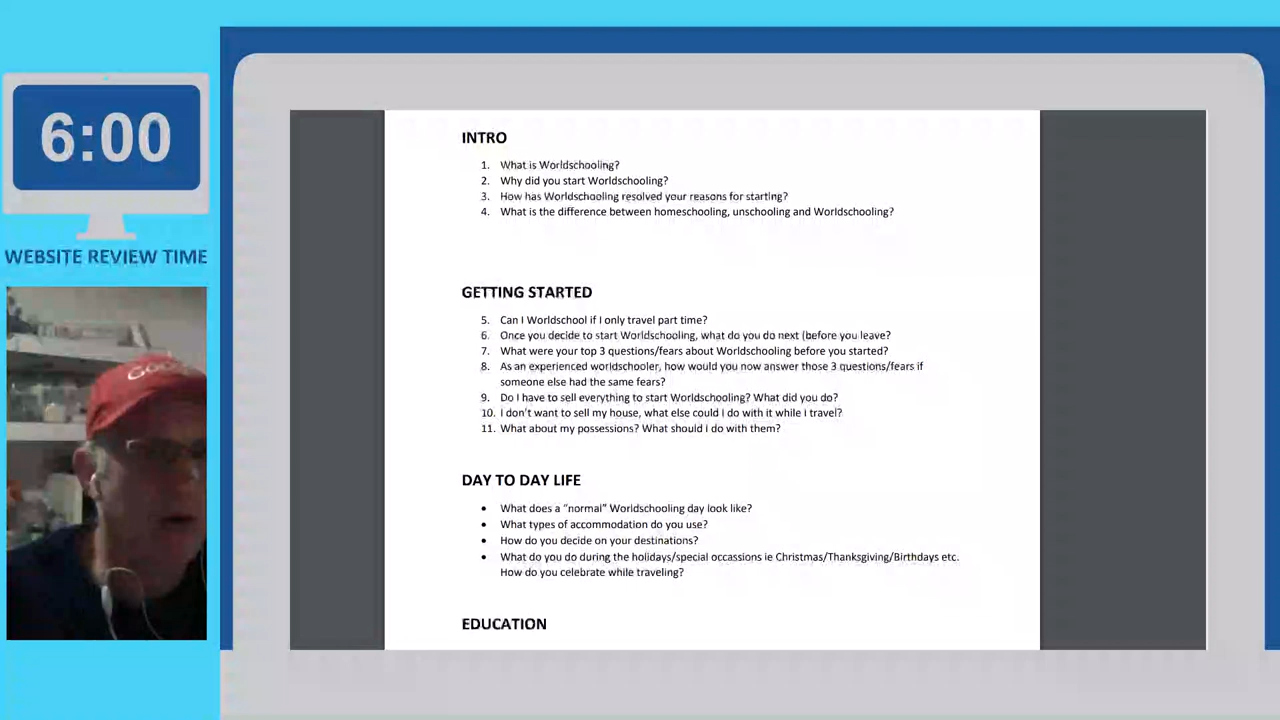 6:00
WEBSITE REVIEW TIME
INTRO
1. What is Worldschooling?
2. Why did you start Worldschooling?
3. How has Worldschooling resolved your reasons for starting?
4. What is the difference between homeschooling, unschooling and Worldschooling?
GETTING STARTED
5. Can I Worldschool if I only travel part time?
6. Once you decide to start Worldschooling, what do you do next (before you leave?
7. What were your top 3 questions/fears about Worldschooling before you started?
8. As an experienced worldschooler, how would you now answer those 3 questions/fears if
someone else had the same fears?
9. Do I have to sell everything to start Worldschooling? What did you do?
10. I don't want to sell my house, what else could I do with it while I travel?
11. What about my possessions? What should I do with them?
DAY TO DAY LIFE
• What does a "normal" Worldschooling day look like?
• What types of accommodation do you use?
• How do you decide on your destinations?
• What do you do during the holidays/special occassions ie Christmas/Thanksgiving/Birthdays etc.
How do you celebrate while traveling?
EDUCATION